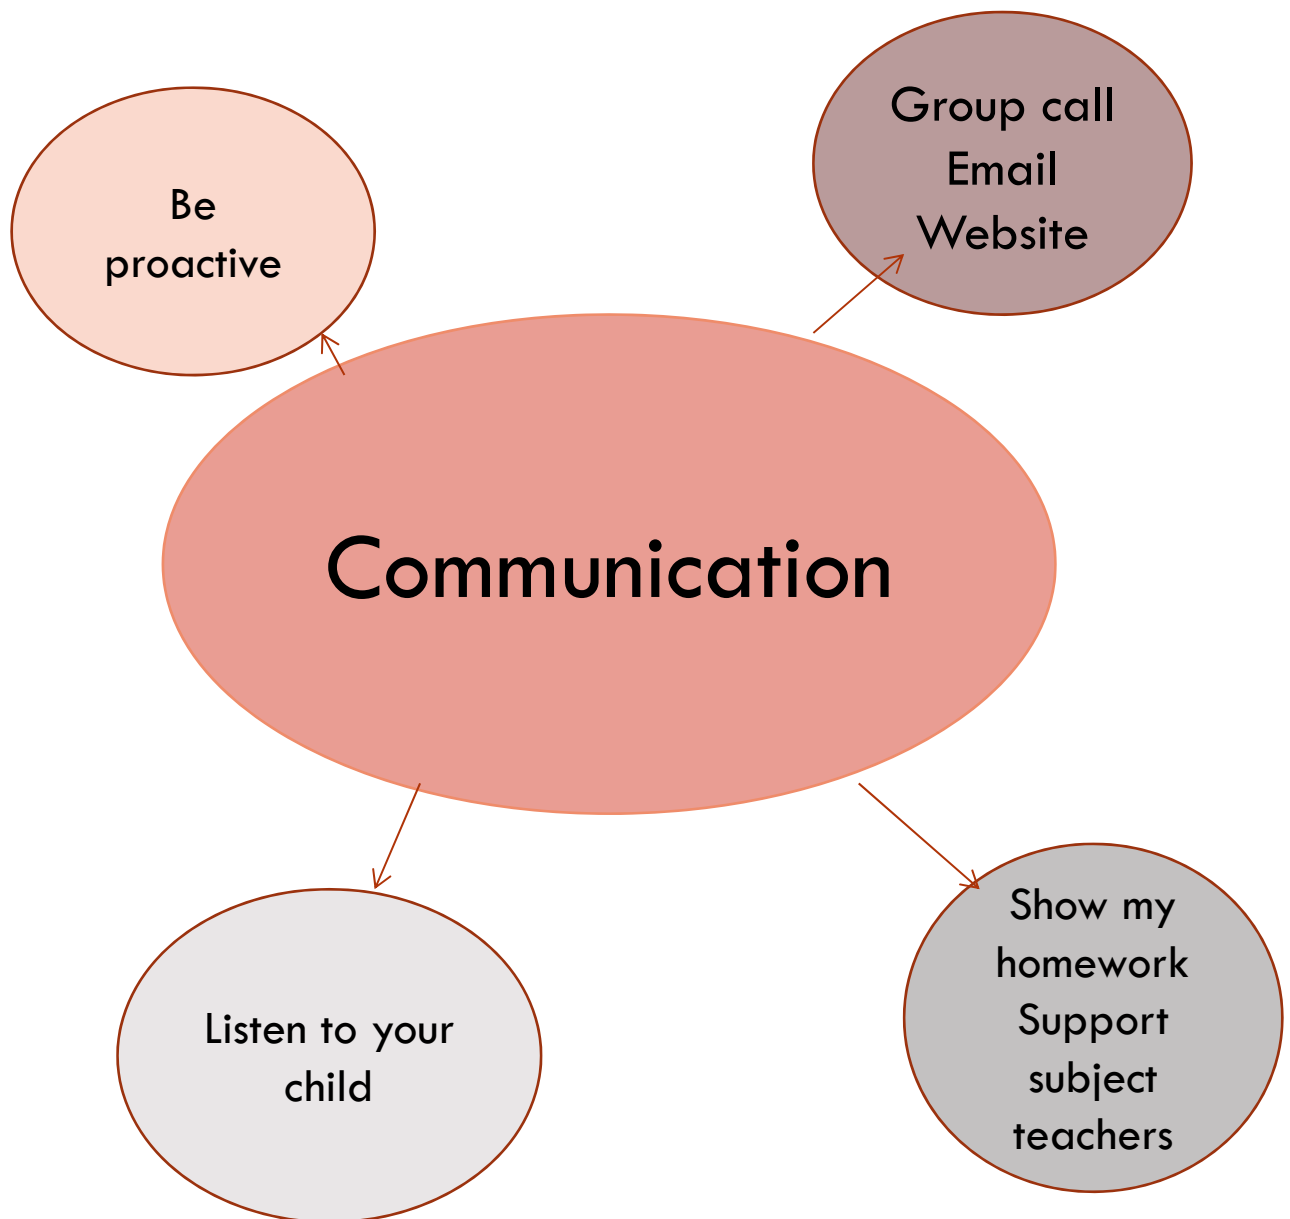 Be
proactive
Group call
Email
Website
Communication
Listen to your
child
Show my
homework
Support
subject
teachers